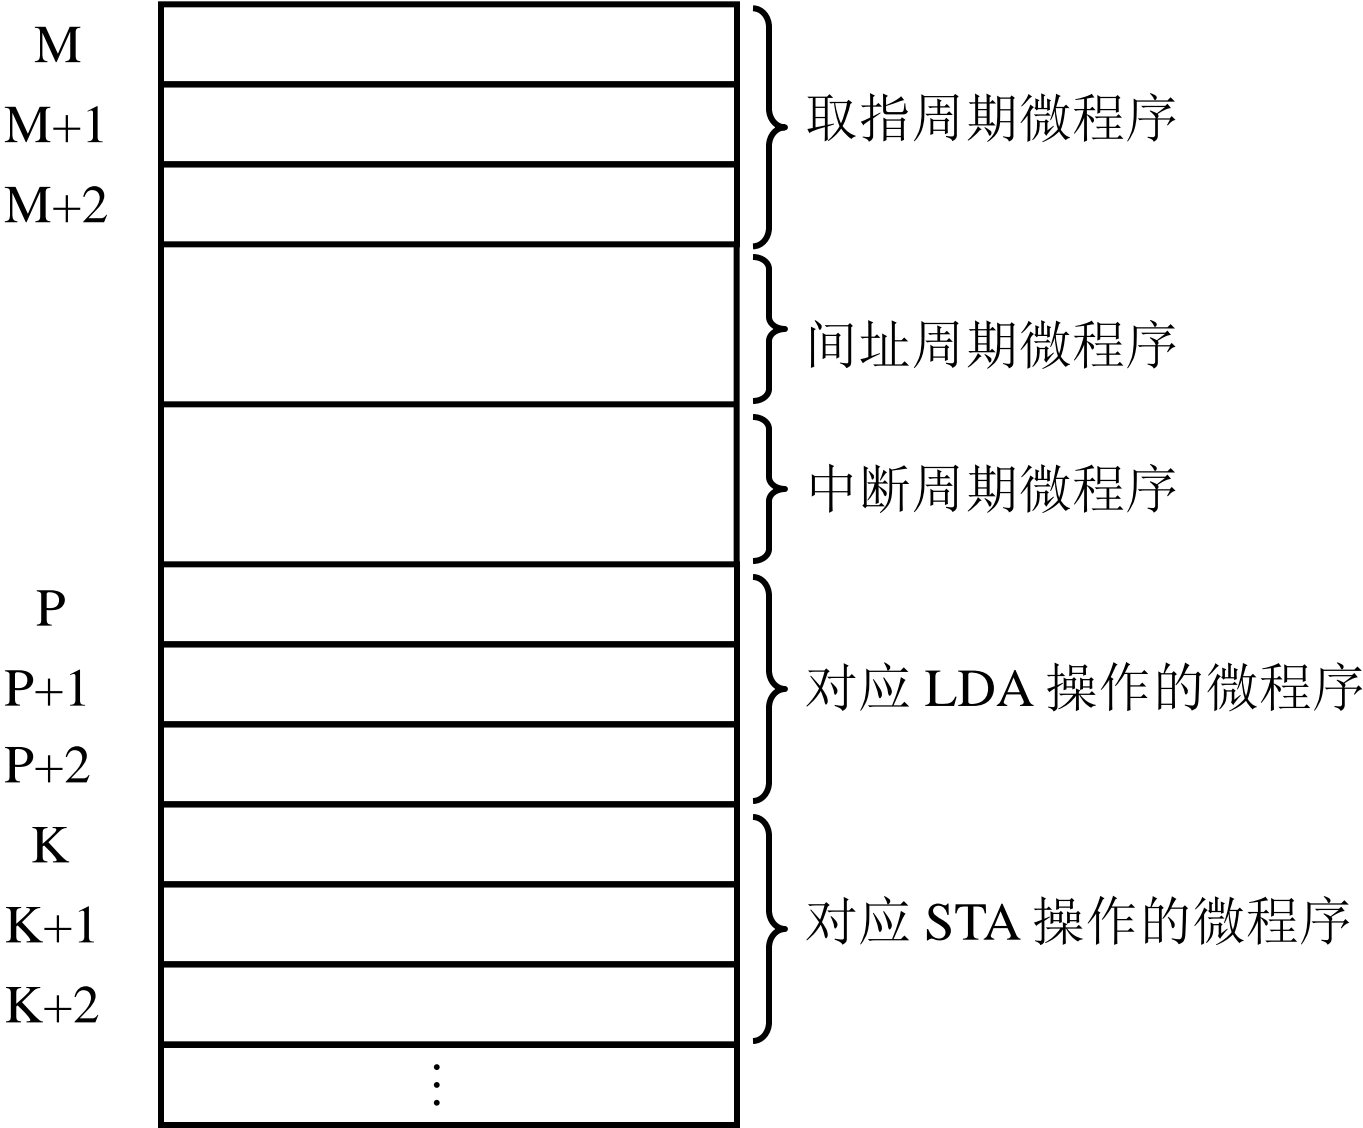 M
M+1
取指周期微程序
M+2
间址周期微程序
中断周期微程序
P
P+1
对应 LDA 操作的微程序
P+2
K
K+1
对应 STA 操作的微程序
K+2
⋮